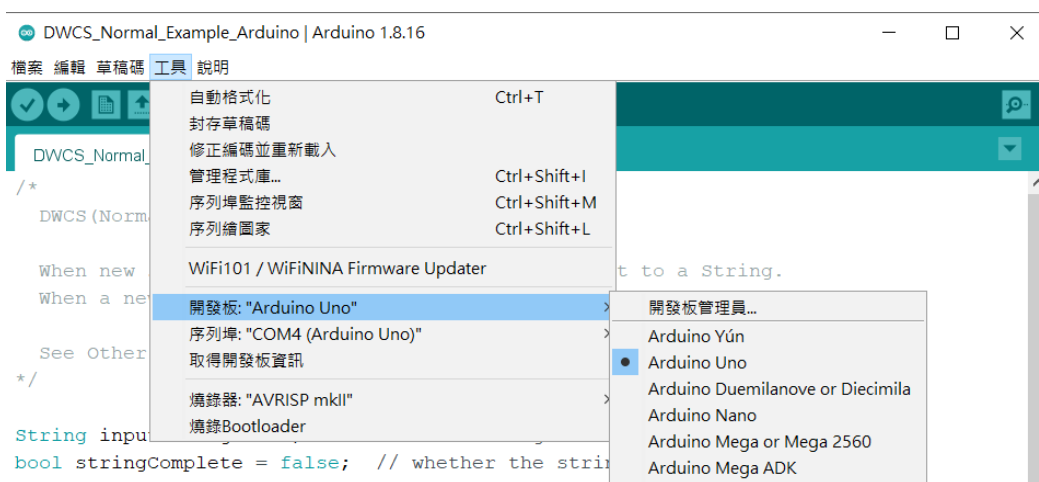 DWCS_Normal_Example_Arduino | Arduino 1.8.16
檔案 編輯 草稿碼 工具 說明
DWCS_Normal_
自動格式化 Ctrl+T
封存草稿碼
修正編碼並重新載入
管理程式庫... Ctrl+Shift+I
序列埠監控視窗 Ctrl+Shift+M
序列繪圖家 Ctrl+Shift+L
WiFi101 / WiFiNINA Firmware Updater
開發板: "Arduino Uno"
序列埠: "COM4 (Arduino Uno)"
取得開發板資訊
燒錄器: "AVRISP mkII"
燒錄Bootloader
開發板管理員...
Arduino Yún
Arduino Uno
Arduino Duemilanove or Diecimila
Arduino Nano
Arduino Mega or Mega 2560
Arduino Mega ADK
/*
DWCS(Norm
When new t to a String.
When a ne
See Other
*/
String inpu
bool stringComplete = false; // whether the strin